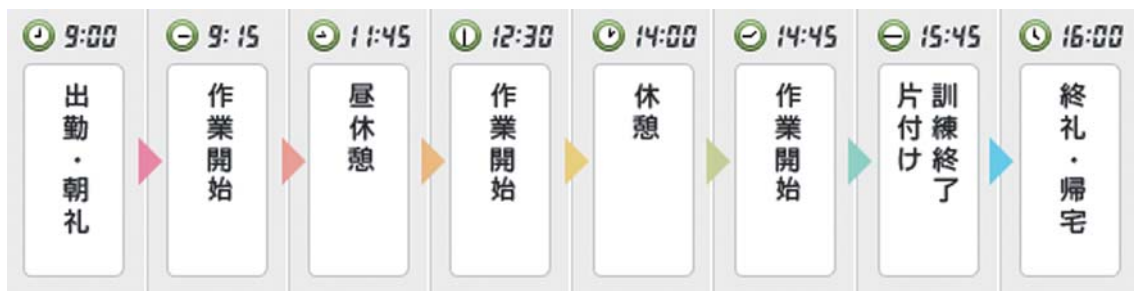 9:00
出勤・朝礼
9:15
作業開始
11:45
昼休憩
12:30
作業開始
14:00
休憩
14:45
作業開始
15:45
訓練終了
片付け
16:00
終礼・帰宅